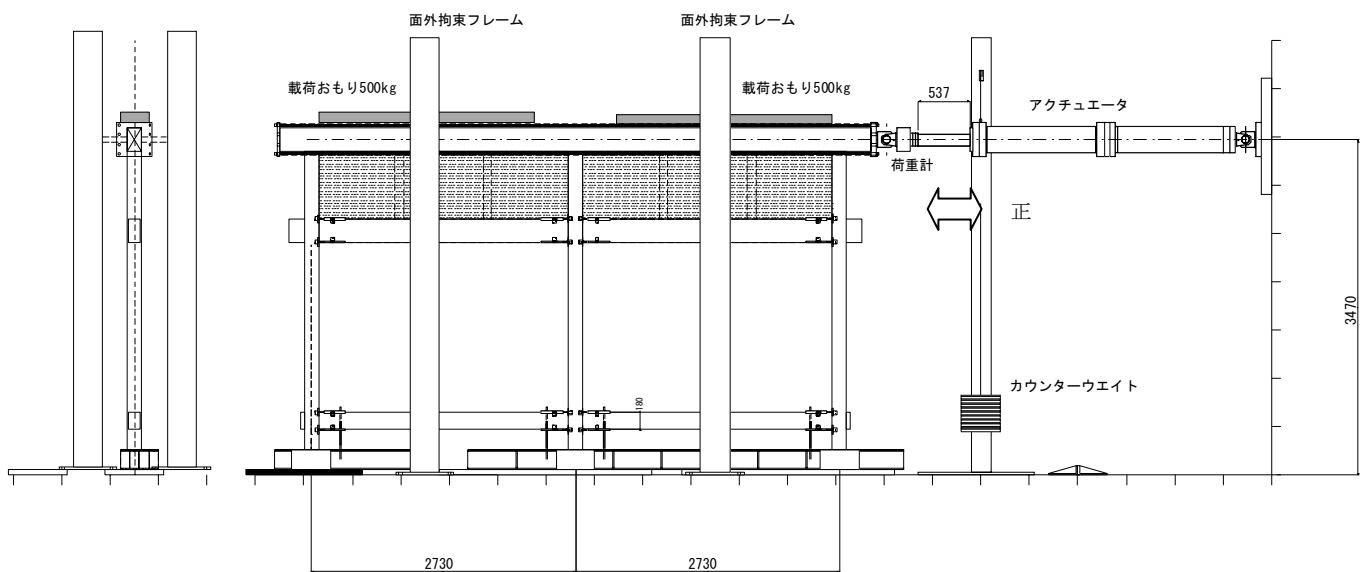 面外拘束フレーム
面外拘束フレーム
載荷おもり500kg
載荷おもり500kg
537
アクチュエータ
荷重計
正
3470
カウンターウエイト
180
2730
2730